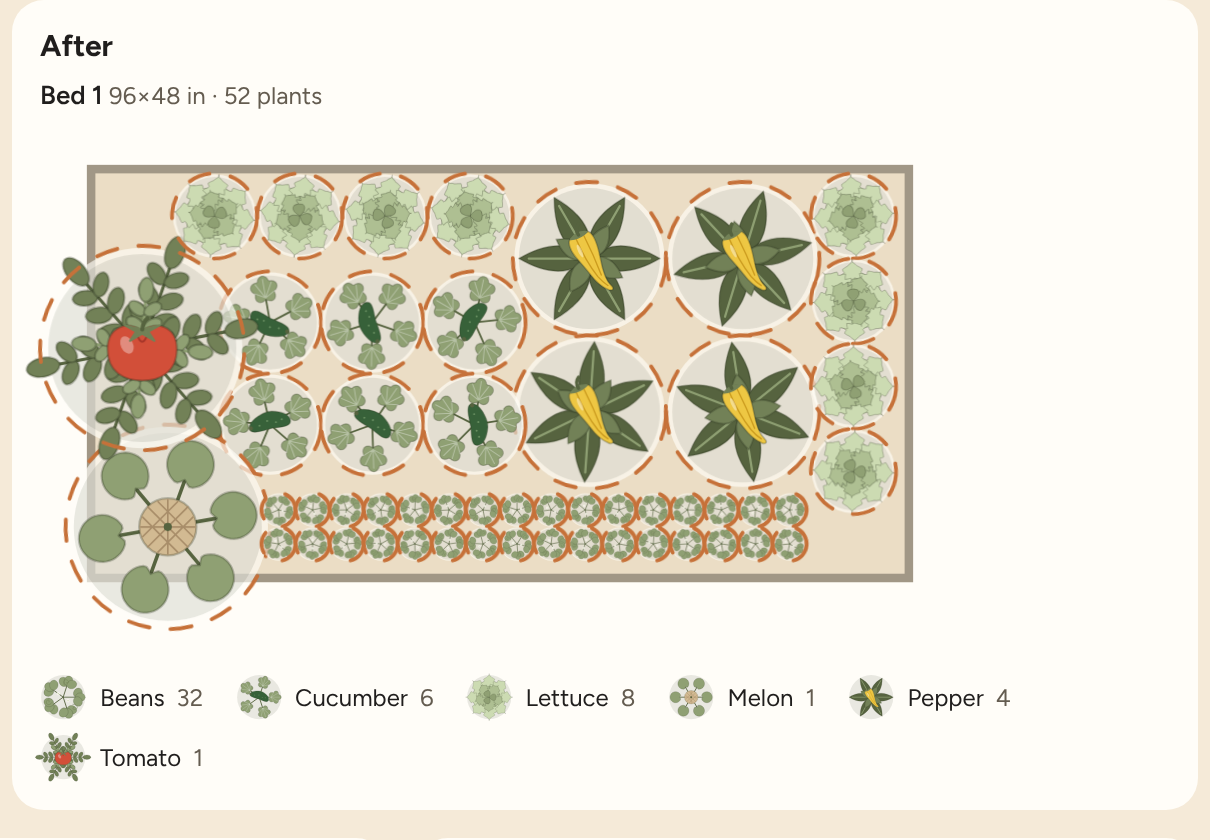 After
Bed 1 96×48 in · 52 plants
Beans 32 Cucumber 6 Lettuce 8 Melon 1 Pepper 4
Tomato 1